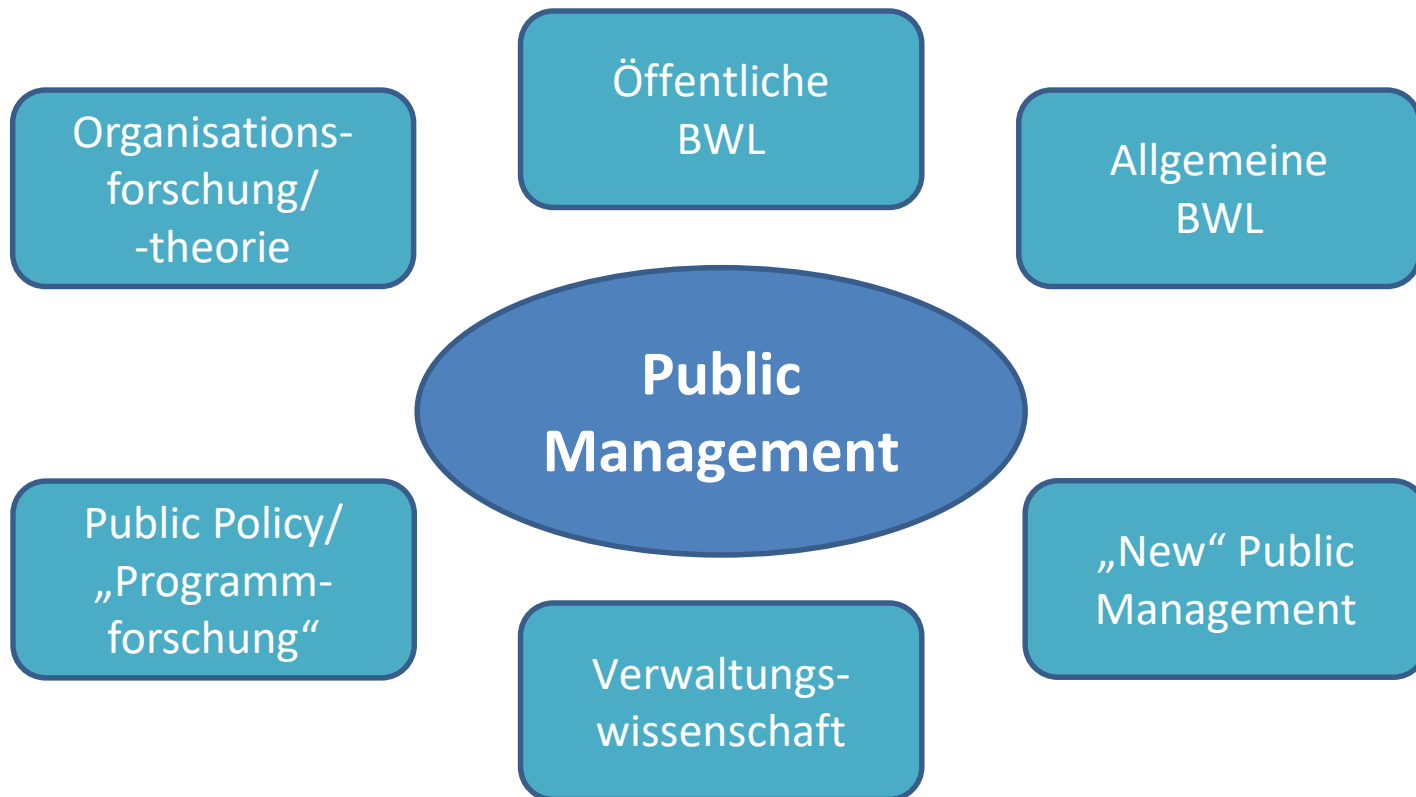 Öffentliche
BWL
Organisations-
forschung/
-theorie
Allgemeine
BWL
Public
Management
Public Policy/
„Programm-
forschung“
„New“ Public
Management
Verwaltungs-
wissenschaft